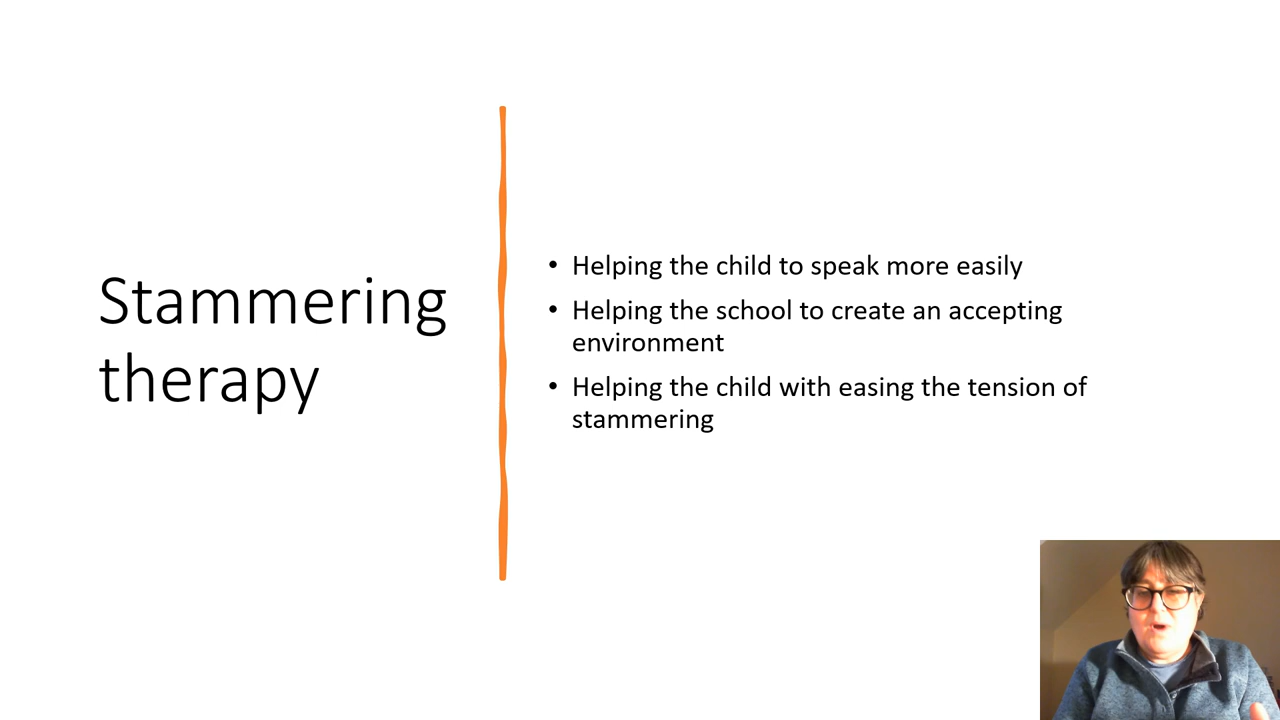 Stammering
therapy
• Helping the child to speak more easily
• Helping the school to create an accepting
environment
• Helping the child with easing the tension of
stammering